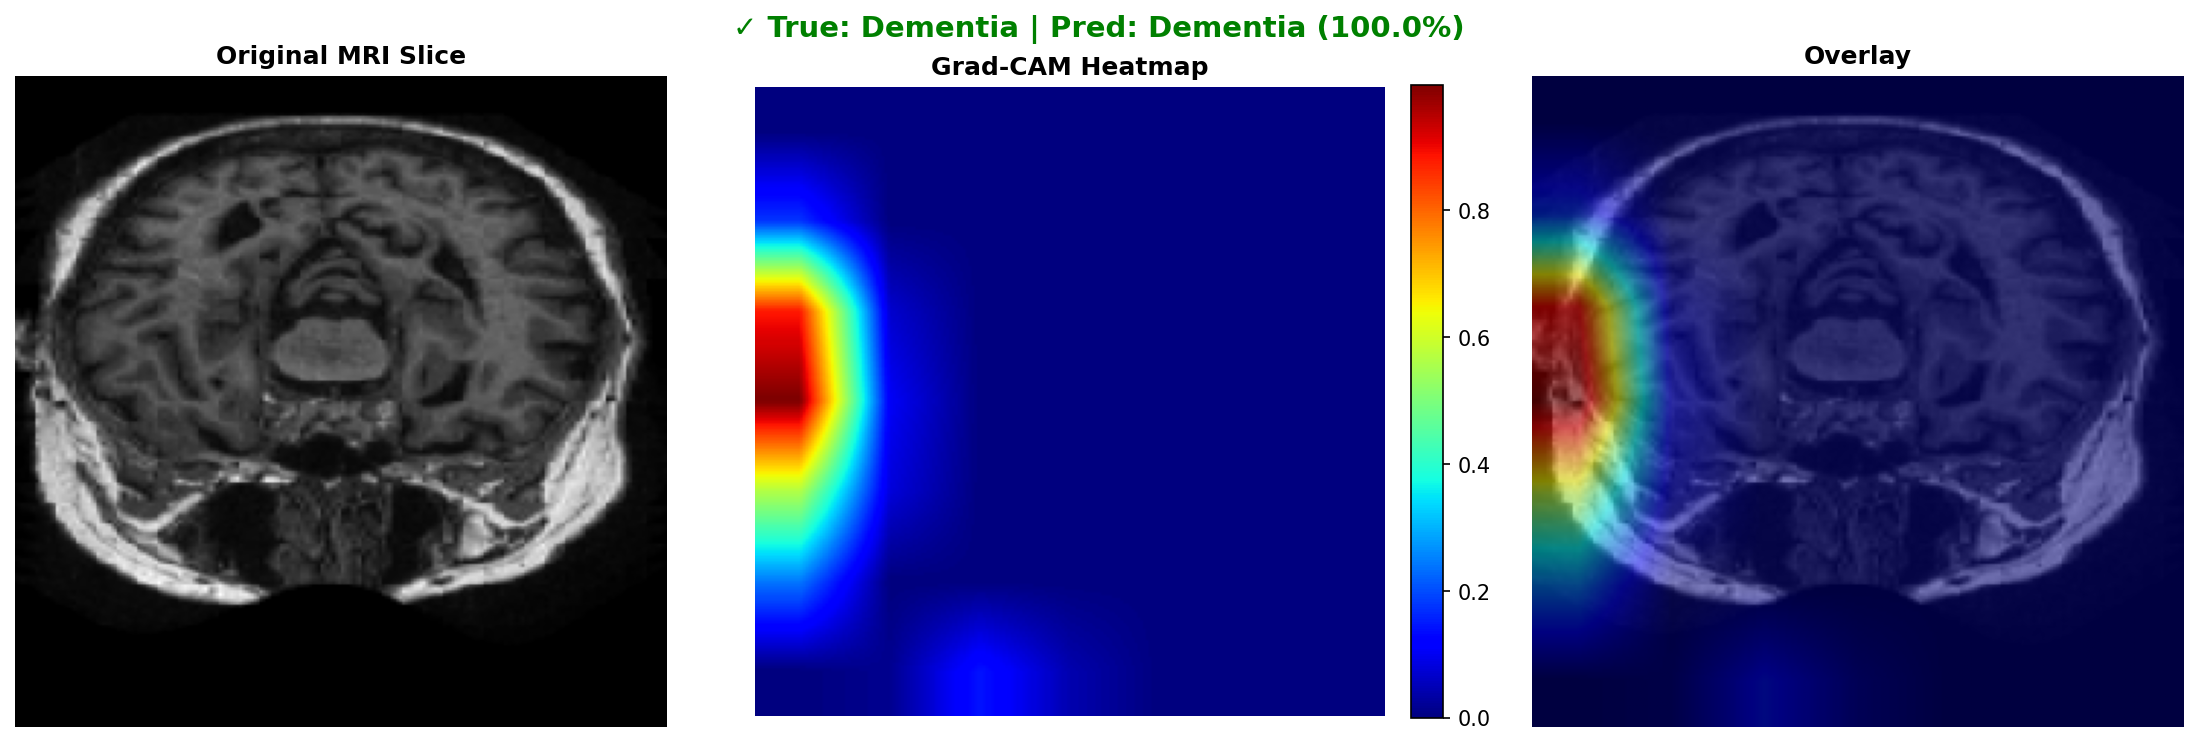 ✓ True: Dementia | Pred: Dementia (100.0%)
Original MRI Slice
Grad-CAM Heatmap
Overlay
0.8
0.6
0.4
0.2
0.0